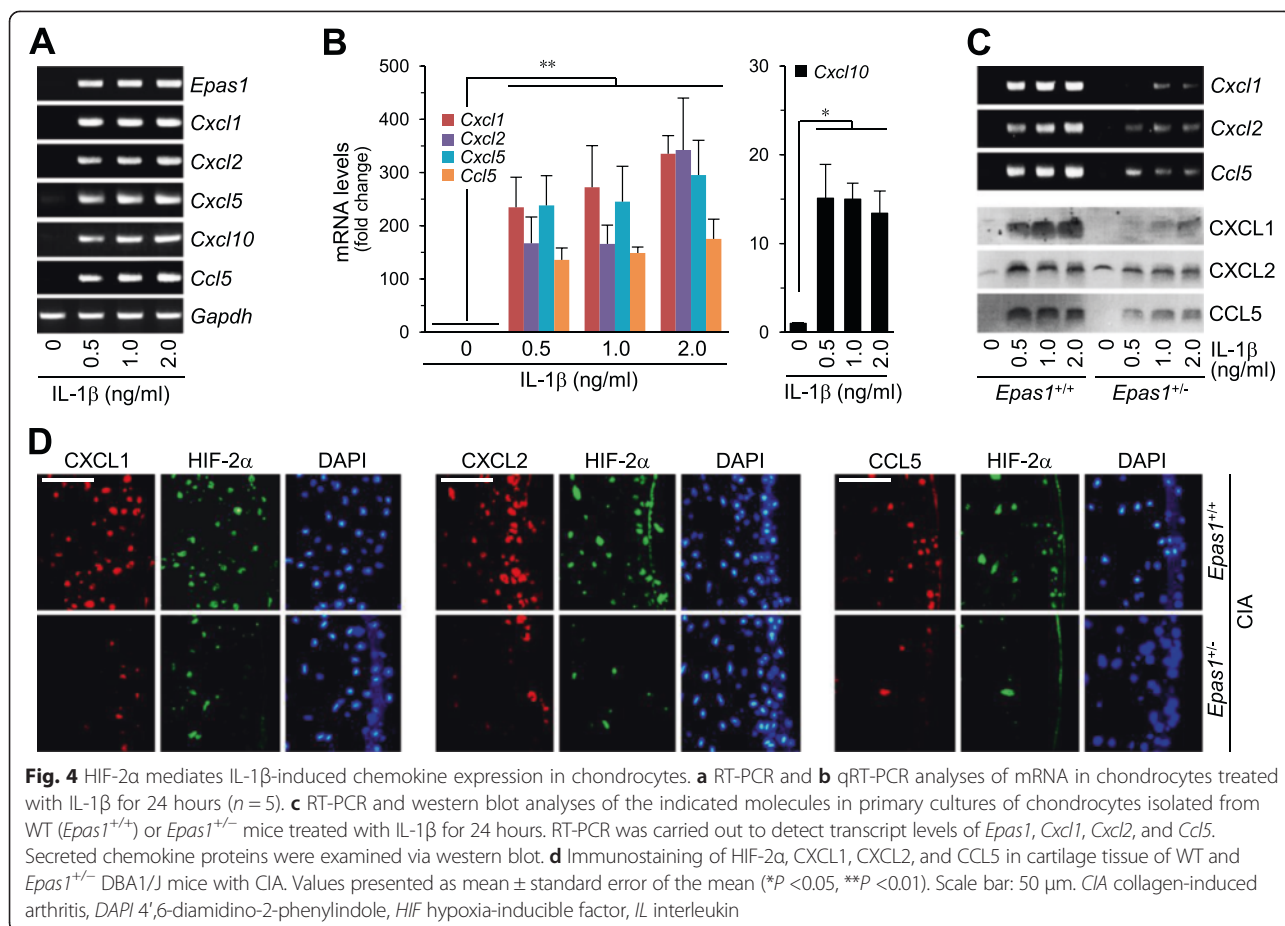 A
Epas1
Cxcl1
Cxcl2
Cxcl5
Cxcl10
Ccl5
Gapdh
0 0.5 1.0 2.0
IL-1β (ng/ml)
B
mRNA levels
(fold change)
500
400
300
200
100
0
**
Cxcl1
Cxcl2
Cxcl5
Ccl5
0 0.5 1.0 2.0
IL-1β (ng/ml)
30
20
10
0
Cxcl10
*
0 0.5 1.0 2.0
IL-1β (ng/ml)
C
Cxcl1
Cxcl2
Ccl5
CXCL1
CXCL2
CCL5
0 0.5 1.0 2.0 0 0.5 1.0 2.0 IL-1β
(ng/ml)
Epas1+/+ Epas1+/-
D
CXCL1 HIF-2α DAPI CXCL2 HIF-2α DAPI CCL5 HIF-2α DAPI
Epas1+/+
Epas1+/-
CIA
Fig. 4 HIF-2α mediates IL-1β-induced chemokine expression in chondrocytes. a RT-PCR and b qRT-PCR analyses of mRNA in chondrocytes treated
with IL-1β for 24 hours (n = 5). c RT-PCR and western blot analyses of the indicated molecules in primary cultures of chondrocytes isolated from
WT (Epas1+/+) or Epas1+/− mice treated with IL-1β for 24 hours. RT-PCR was carried out to detect transcript levels of Epas1, Cxcl1, Cxcl2, and Ccl5.
Secreted chemokine proteins were examined via western blot. d Immunostaining of HIF-2α, CXCL1, CXCL2, and CCL5 in cartilage tissue of WT and
Epas1+/− DBA1/J mice with CIA. Values presented as mean ± standard error of the mean (*P <0.05, **P <0.01). Scale bar: 50 μm. CIA collagen-induced
arthritis, DAPI 4′,6-diamidino-2-phenylindole, HIF hypoxia-inducible factor, IL interleukin